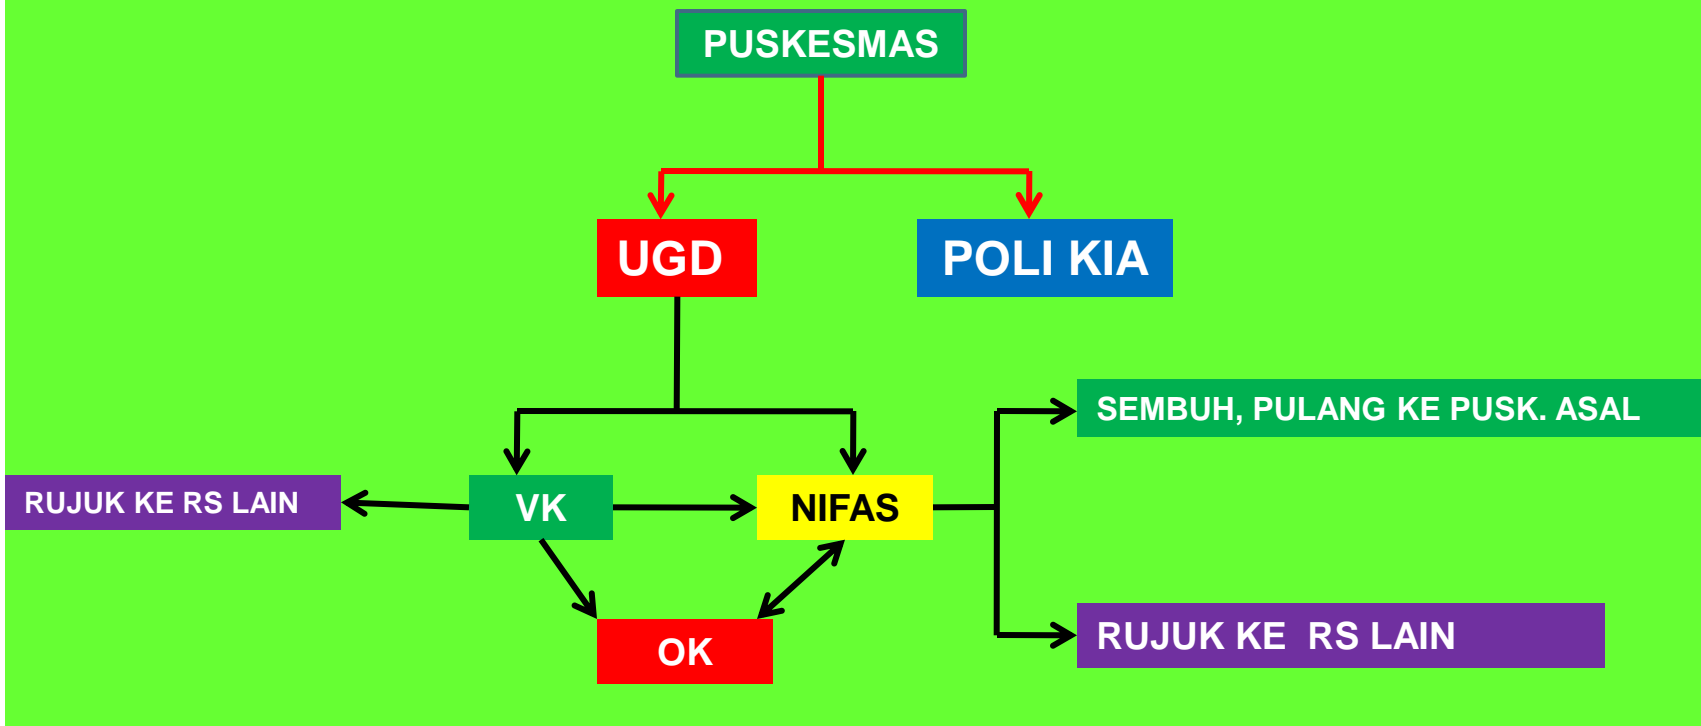 PUSKESMAS
UGD
POLI KIA
SEMBUH, PULANG KE PUSK. ASAL
RUJUK KE RS LAIN
VK
NIFAS
OK
RUJUK KE RS LAIN